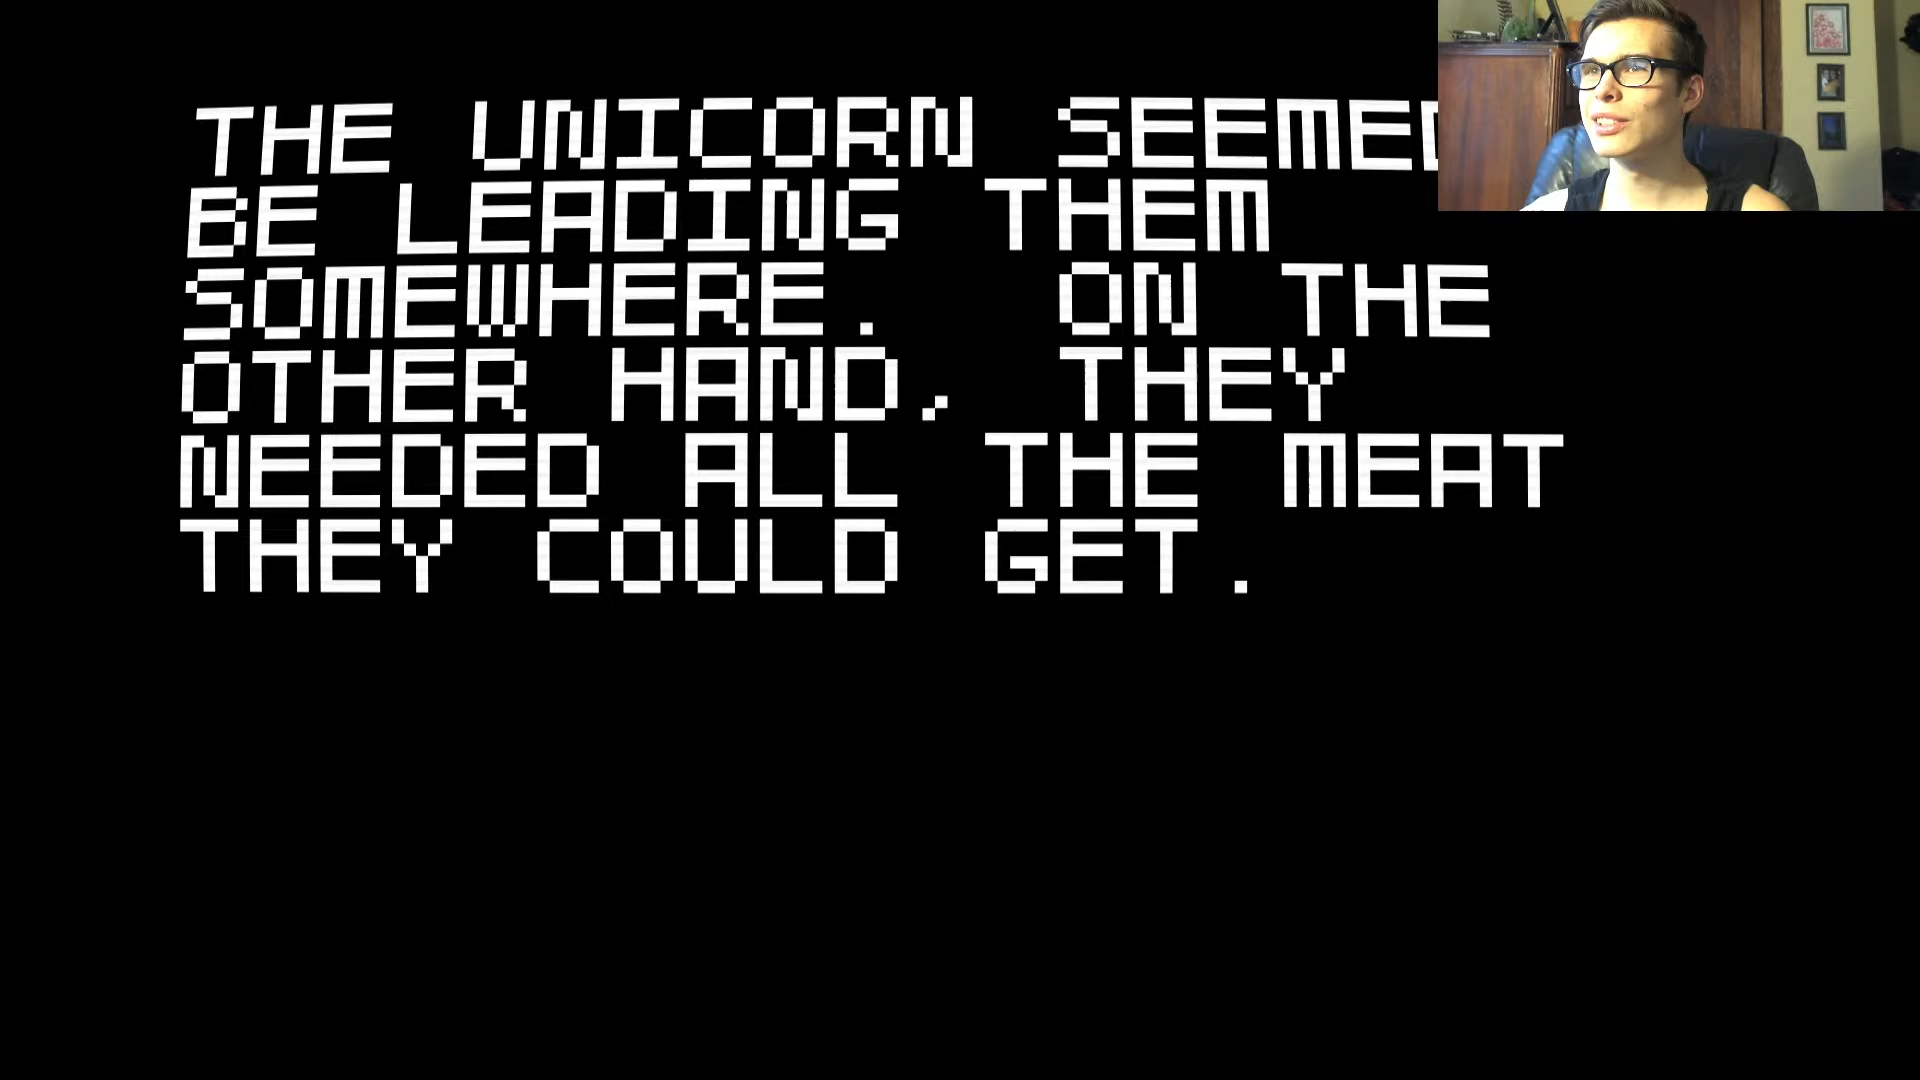 THE UNICORN SEEMED
BE LEADING THEM
SOMEWHERE. ON THE
OTHER HAND, THEY
NEEDED ALL THE MEAT
THEY COULD GET.